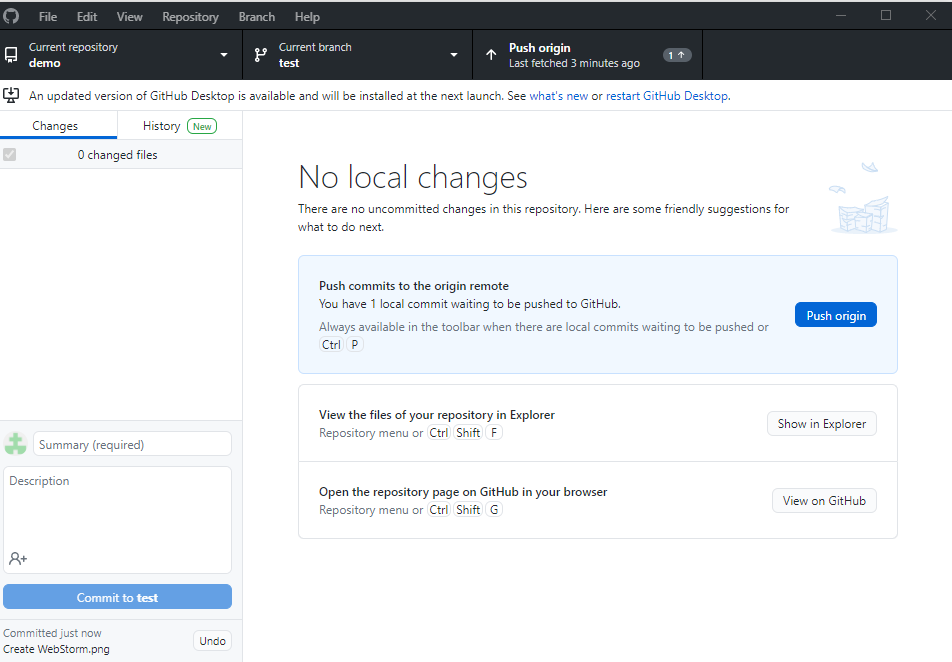 File Edit View Repository Branch Help
Current repository
demo
Current branch
test
Push origin
Last fetched 3 minutes ago
1
An updated version of GitHub Desktop is available and will be installed at the next launch. See what's new or restart GitHub Desktop.
Changes
History New
0 changed files
No local changes
There are no uncommitted changes in this repository. Here are some friendly suggestions for
what to do next.
Push commits to the origin remote
You have 1 local commit waiting to be pushed to GitHub.
Always available in the toolbar when there are local commits waiting to be pushed or
Ctrl P
Push origin
View the files of your repository in Explorer
Repository menu or Ctrl Shift F
Show in Explorer
Open the repository page on GitHub in your browser
Repository menu or Ctrl Shift G
View on GitHub
Summary (required)
Description
Commit to test
Committed just now
Create WebStorm.png
Undo